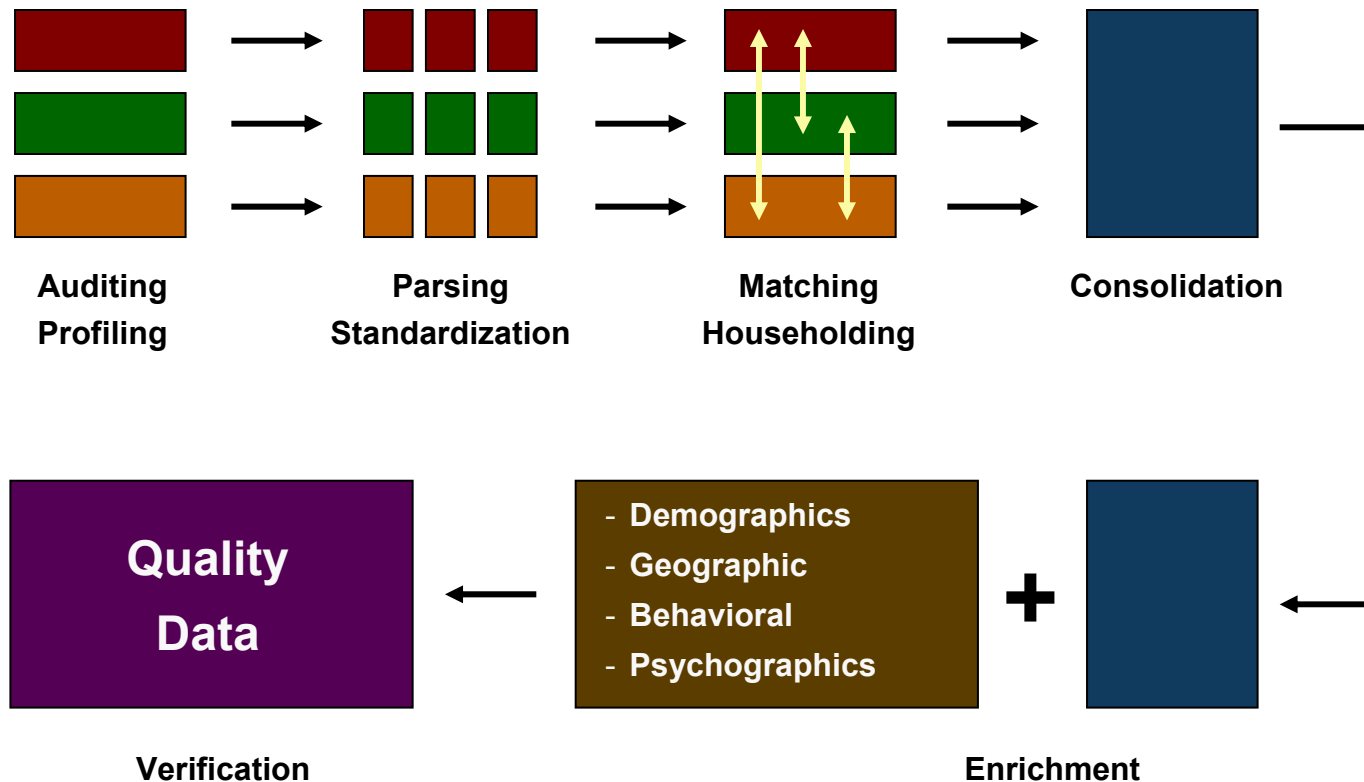 Auditing
Profiling
Parsing
Standardization
Matching
Householding
Consolidation
Quality
Data
- Demographics
- Geographic
- Behavioral
- Psychographics
Verification
Enrichment